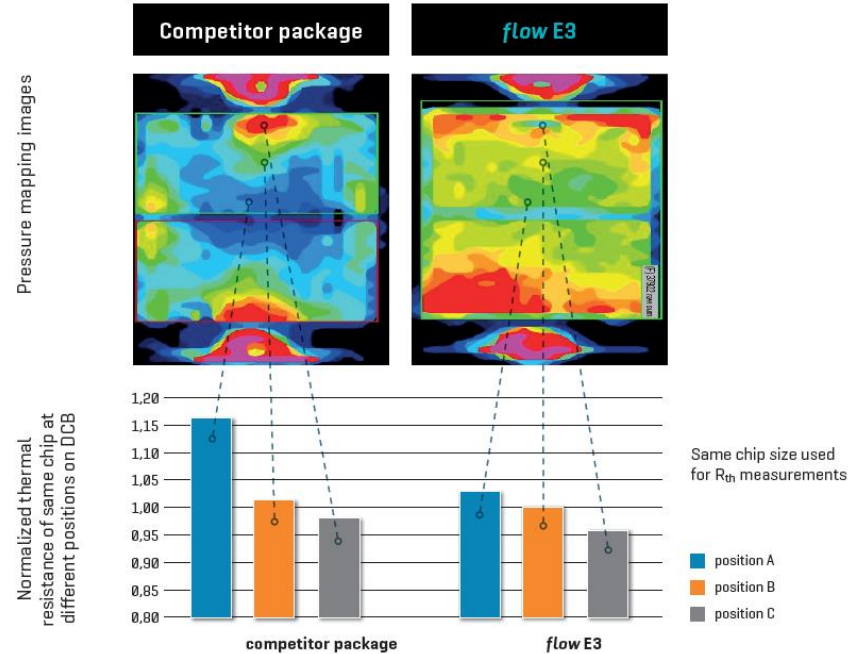 Competitor package
flow E3
Pressure mapping images
Normalized thermal
resistance of same chip at
different positions on DCB
1,20
1,15
1,10
1,05
1,00
0,95
0,90
0,85
0,80
competitor package
flow E3
Same chip size used
for Rth measurements
position A
position B
position C